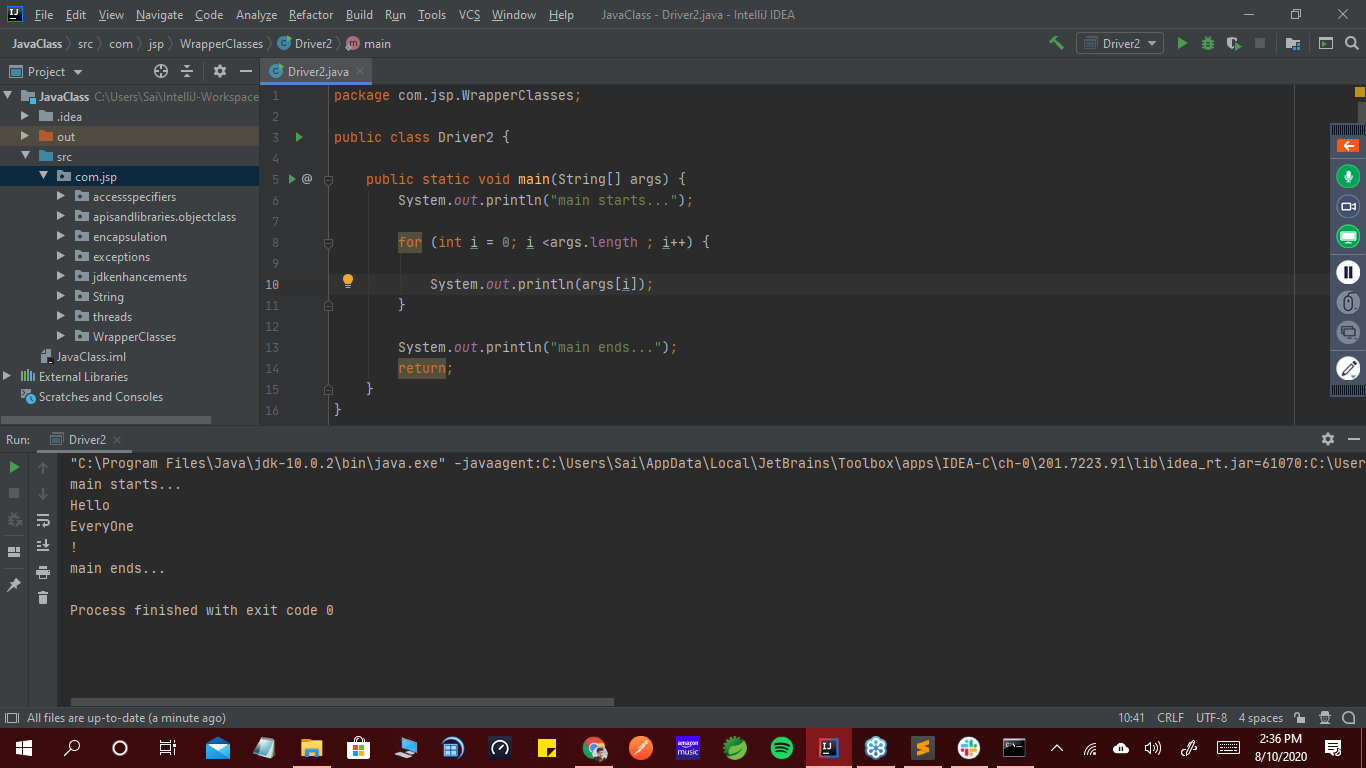 File Edit View Navigate Code Analyze Refactor Build Run Tools VCS Window Help JavaClass - Driver2.java - IntelliJ IDEA
JavaClass src com jsp WrapperClasses Driver2 main Driver2
Project
Driver2.java
JavaClass C:\Users\Sai\IntelliJ-Workspace
.idea
out
src
com.jsp
accessspecifiers
apisandlibraries.objectclass
encapsulation
exceptions
jdkenhancements
String
threads
WrapperClasses
JavaClass.iml
External Libraries
Scratches and Consoles
1 package com.jsp.WrapperClasses;
2
3 public class Driver2 {
4
5 @ public static void main(String[] args) {
6 System.out.println("main starts...");
7
8 for (int i = 0; i <args.length ; i++) {
9
10 System.out.println(args[i]);
11 }
12
13 System.out.println("main ends...");
14 return;
15 }
16 }
Run: Driver2
"C:\Program Files\Java\jdk-10.0.2\bin\java.exe" -javaagent:C:\Users\Sai\AppData\Local\JetBrains\Toolbox\apps\IDEA-C\ch-0\201.7223.91\lib\idea_rt.jar=61070:C:\User
main starts...
Hello
EveryOne
!
main ends...
Process finished with exit code 0
All files are up-to-date (a minute ago) 10:41 CRLF UTF-8 4 spaces
amazon music
2:36 PM
8/10/2020